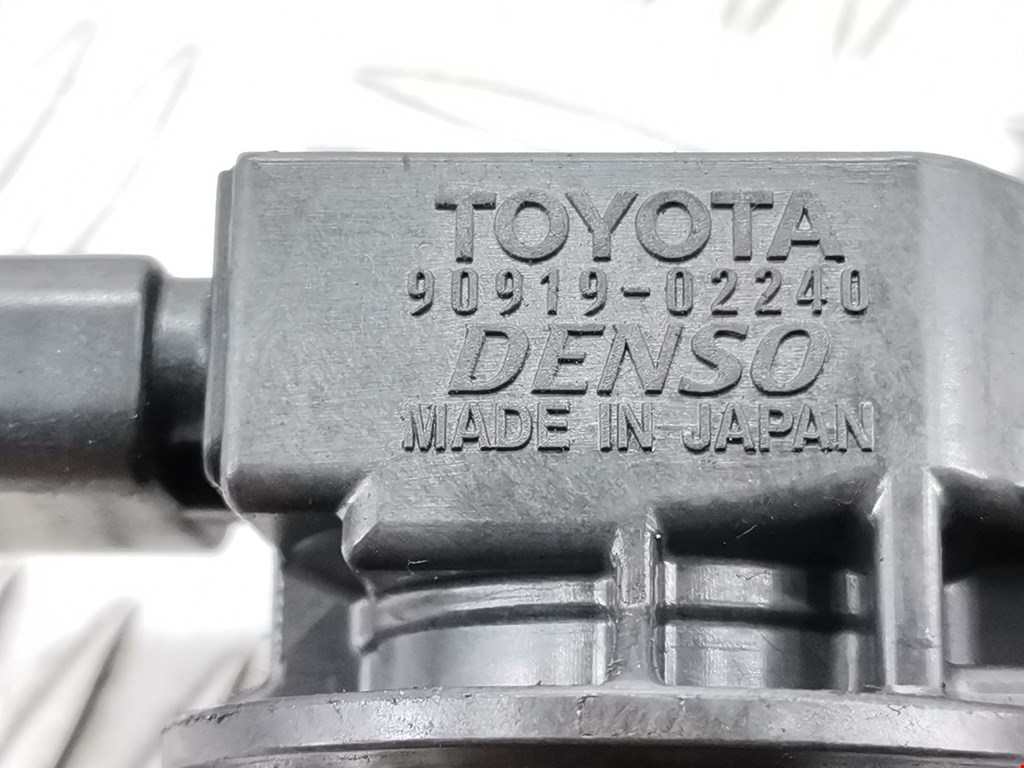 TOYOTA
90919-02240
DENSO
MADE IN JAPAN